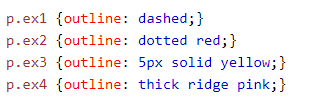 p.ex1 {outline: dashed;}
p.ex2 {outline: dotted red;}
p.ex3 {outline: 5px solid yellow;}
p.ex4 {outline: thick ridge pink;}